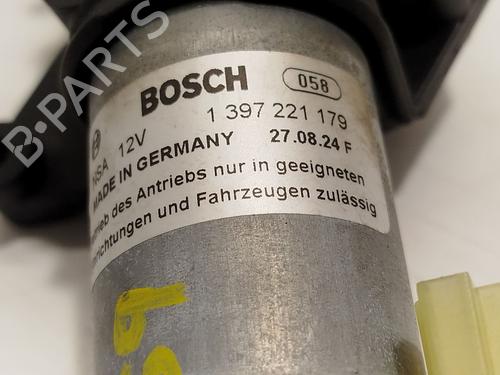 B-PARTS
BOSCH 058
NSA 12V 1 397 221 179
MADE IN GERMANY 27.08.24 F
des Antriebs nur in geeigneten
und Fahrzeugen zulässig